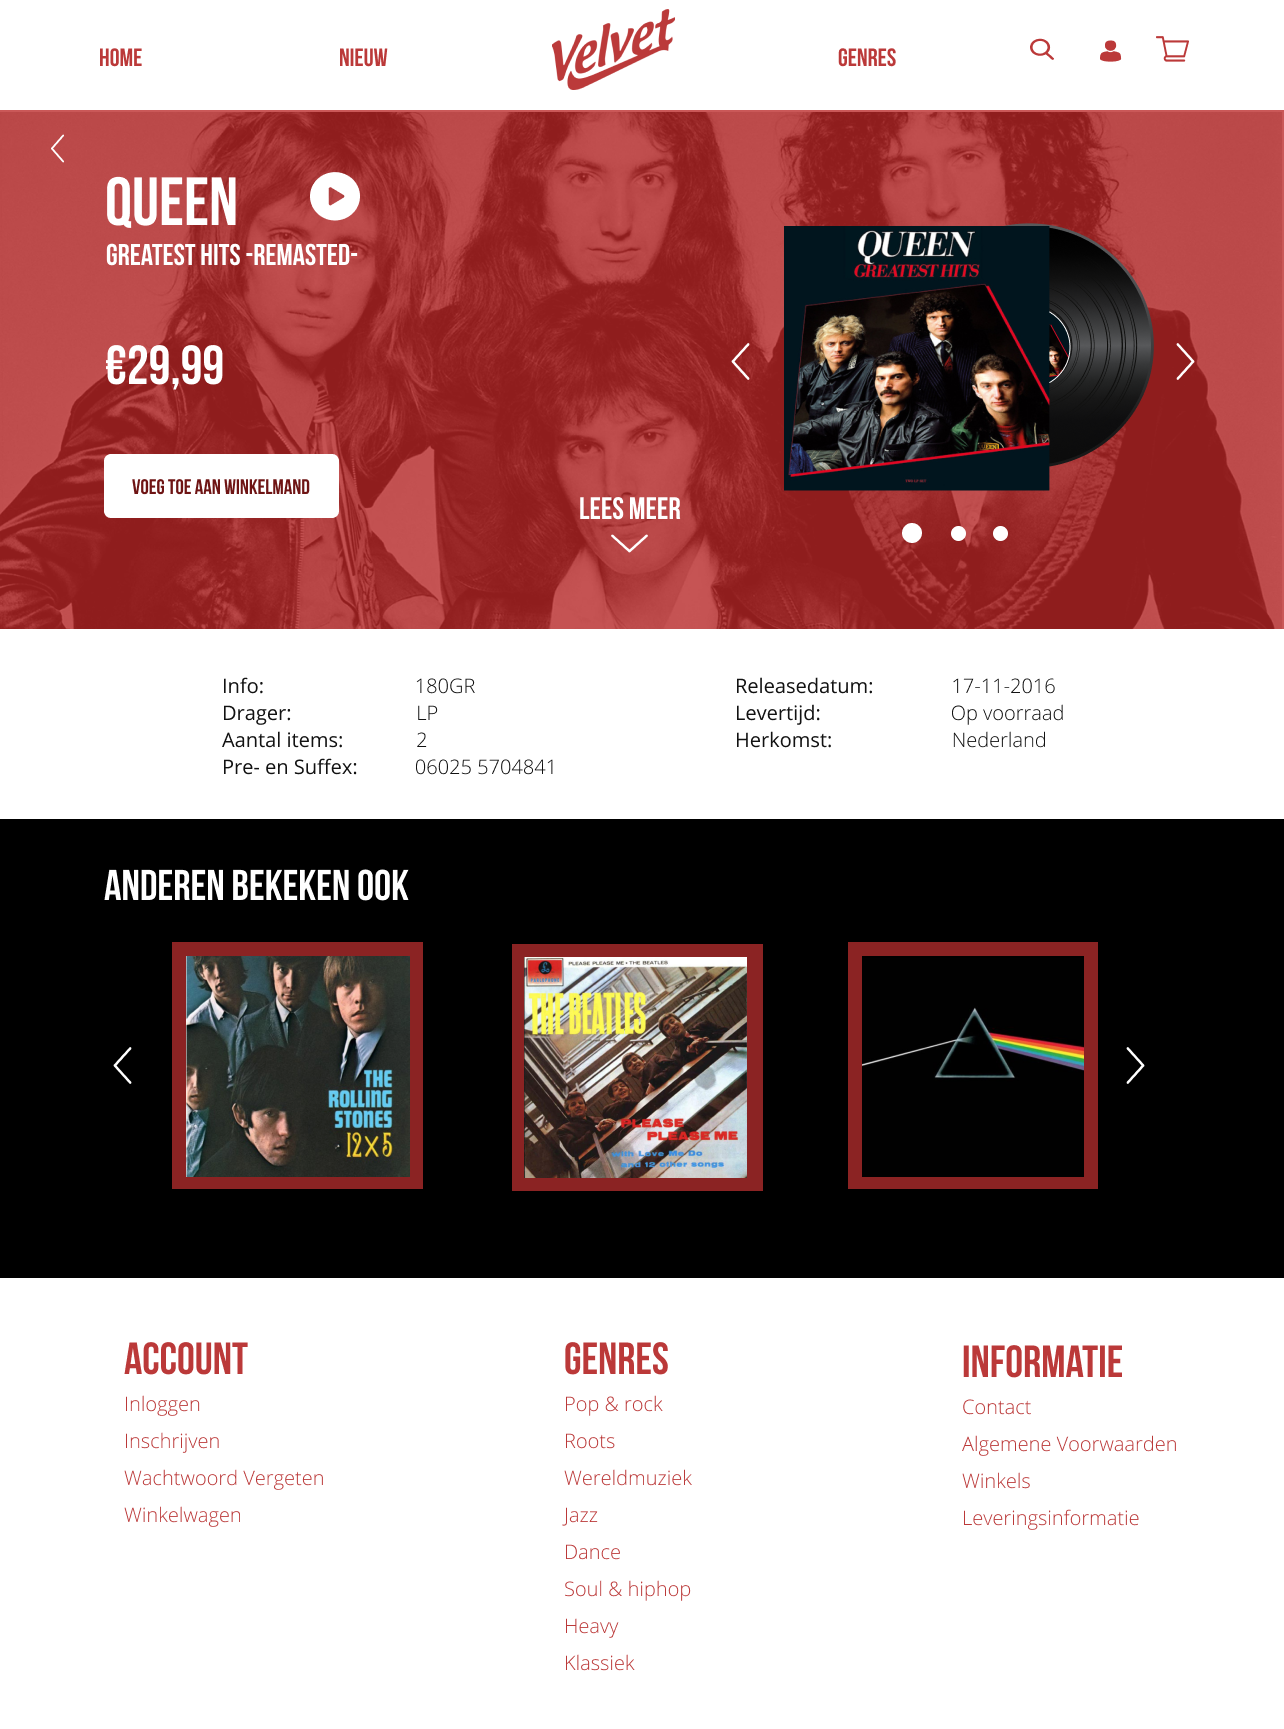 HOME
NIEUW
Velvet
GENRES
QUEEN
GREATEST HITS -REMASTED-
€29,99
VOEG TOE AAN WINKELMAND
LEES MEER
QUEEN
GREATEST HITS
Info: 180GR
Drager: LP
Aantal items: 2
Pre- en Suffex: 06025 5704841
Releasedatum: 17-11-2016
Levertijd: Op voorraad
Herkomst: Nederland
ANDEREN BEKEKEN OOK
THE
ROLLING
STONES
12X5
PLEASE PLEASE ME • THE BEATLES
THE BEATLES
PLEASE
PLEASE ME
with Love Me Do
and 12 other songs
ACCOUNT
Inloggen
Inschrijven
Wachtwoord Vergeten
Winkelwagen
GENRES
Pop & rock
Roots
Wereldmuziek
Jazz
Dance
Soul & hiphop
Heavy
Klassiek
INFORMATIE
Contact
Algemene Voorwaarden
Winkels
Leveringsinformatie